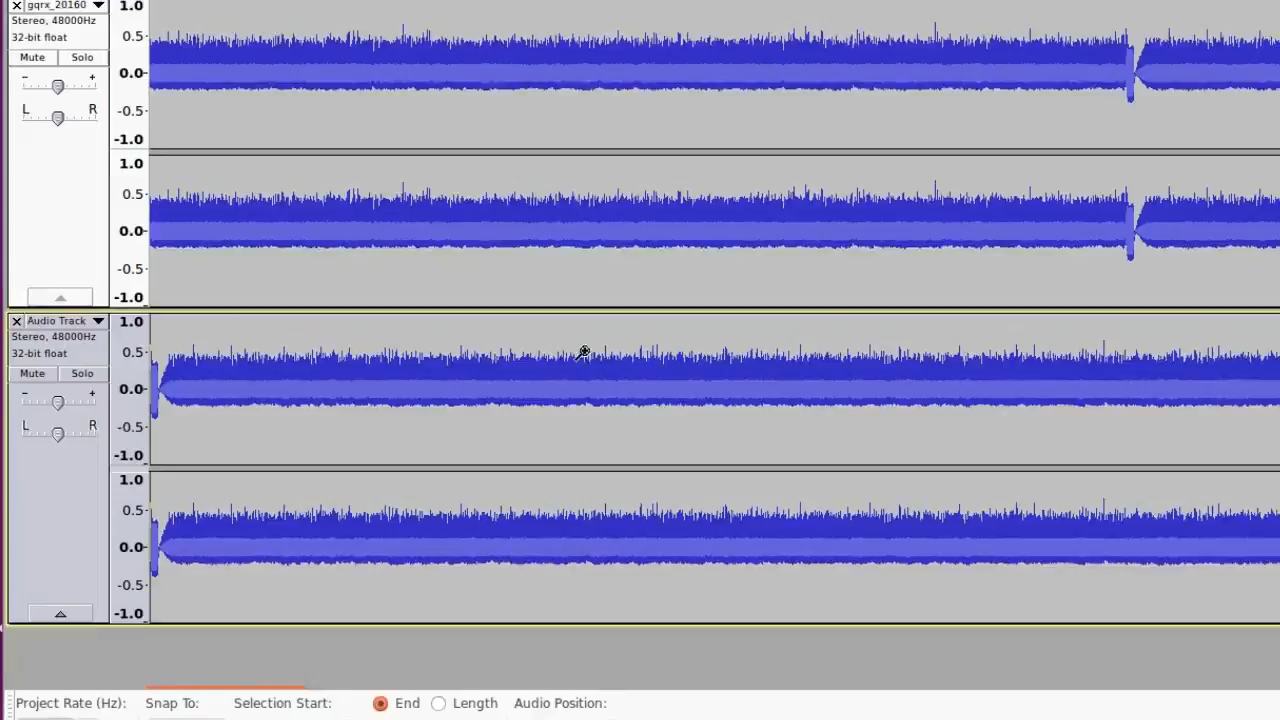 gqrx_20160
Stereo, 48000Hz
32-bit float
Mute Solo
- +
L R
1.0
0.5
0.0
-0.5
-1.0
1.0
0.5
0.0
-0.5
-1.0
Audio Track
Stereo, 48000Hz
32-bit float
Mute Solo
- +
L R
1.0
0.5
0.0
-0.5
-1.0
1.0
0.5
0.0
-0.5
-1.0
Project Rate (Hz): Snap To: Selection Start: End Length Audio Position: